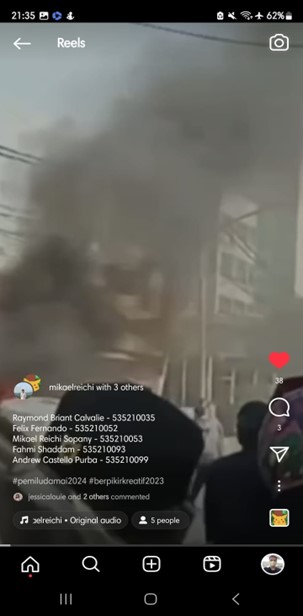 21:35
62%
Reels
mikaelreichi with 3 others
Raymond Briant Calvalie - 535210035
Felix Fernando - 535210052
Mikael Reichi Sopany - 535210053
Fahmi Shaddam - 535210093
Andrew Castello Purba - 535210099
#pemiludamai2024 #berpikirkreatif2023
jessicalouie and 2 others commented
elreichi • Original audio
5 people
38
3